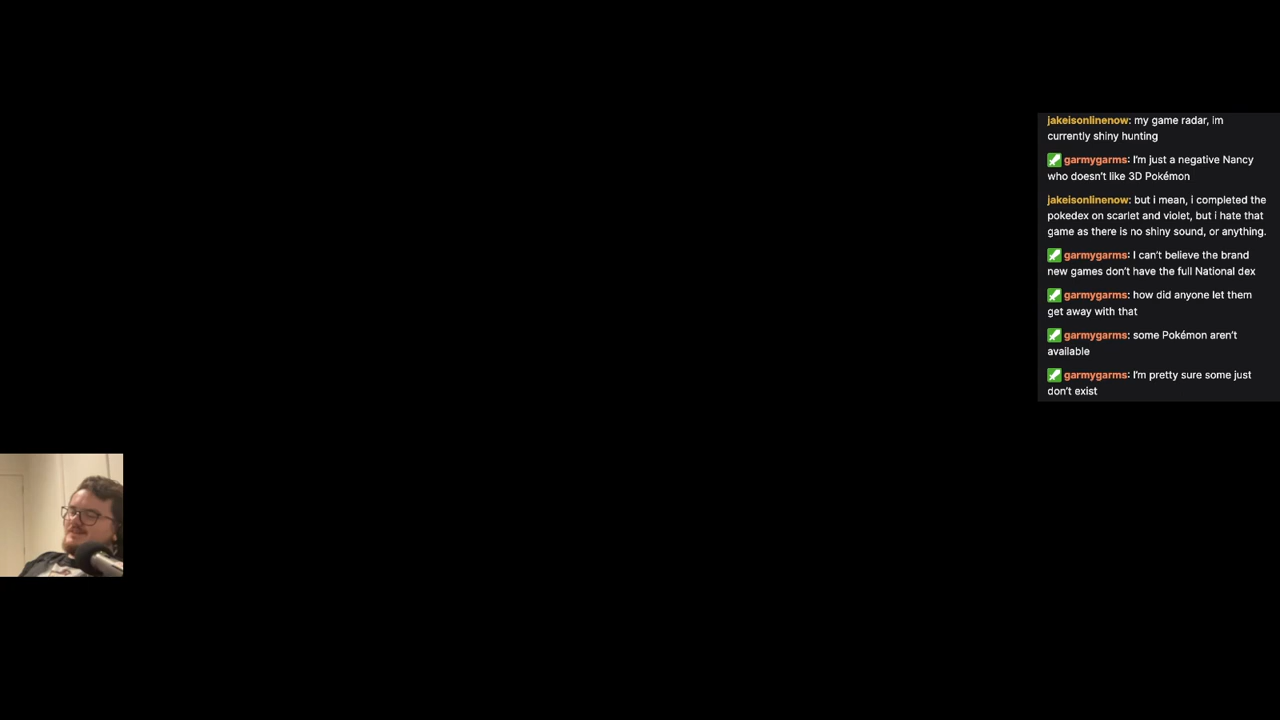 jakeisonlinenow: my game radar, im
currently shiny hunting
garmygarms: I'm just a negative Nancy
who doesn't like 3D Pokémon
jakeisonlinenow: but i mean, i completed the
pokedex on scarlet and violet, but i hate that
game as there is no shiny sound, or anything.
garmygarms: I can't believe the brand
new games don't have the full National dex
garmygarms: how did anyone let them
get away with that
garmygarms: some Pokémon aren't
available
garmygarms: I'm pretty sure some just
don't exist